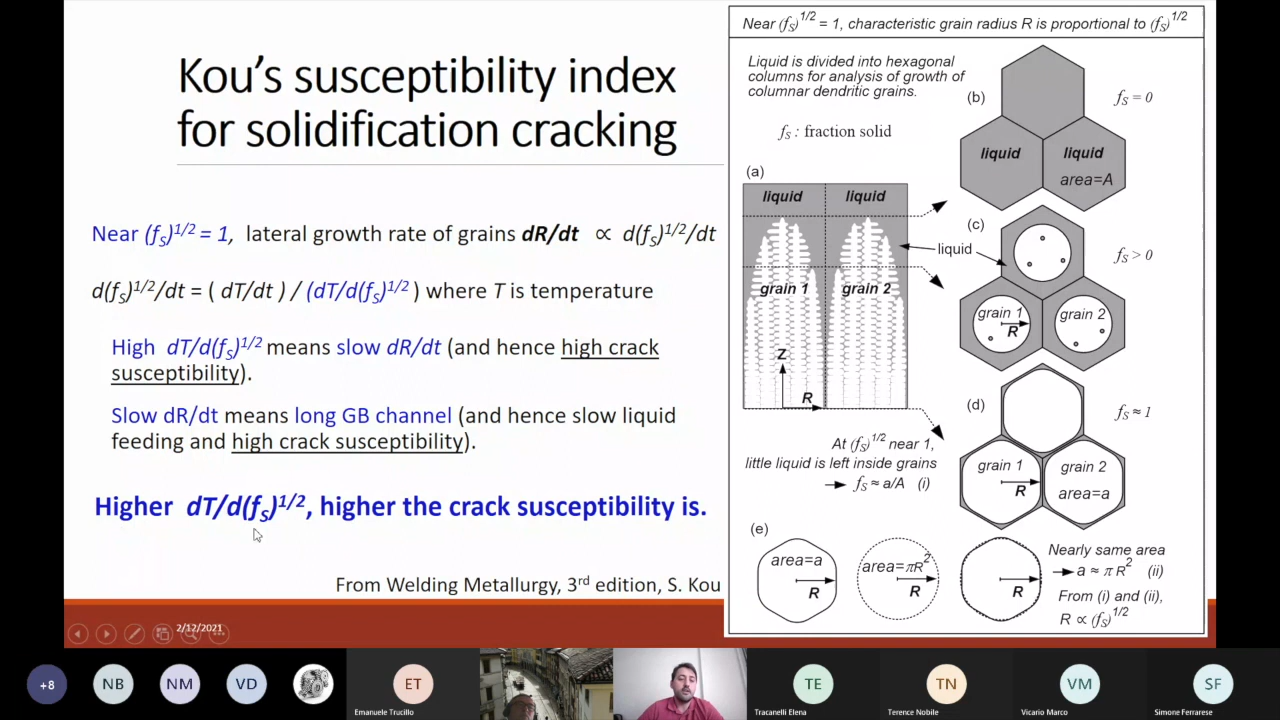 Kou's susceptibility index
for solidification cracking
Near (fS)^1/2 = 1, lateral growth rate of grains dR/dt ∝ d(fS)^1/2/dt
d(fS)^1/2/dt = ( dT/dt ) / (dT/d(fS)^1/2 ) where T is temperature
High dT/d(fS)^1/2 means slow dR/dt (and hence high crack
susceptibility).
Slow dR/dt means long GB channel (and hence slow liquid
feeding and high crack susceptibility).
Higher dT/d(fS)^1/2, higher the crack susceptibility is.
From Welding Metallurgy, 3rd edition, S. Kou
2/12/2021
Near (fS)^1/2 = 1, characteristic grain radius R is proportional to (fS)^1/2
Liquid is divided into hexagonal
columns for analysis of growth of
columnar dendritic grains.
fS : fraction solid
(a)
liquid liquid
grain 1 grain 2
Z
R
liquid
(b)
fS = 0
liquid liquid
area=A
(c)
fS > 0
grain 1 grain 2
R
(d)
fS ≈ 1
grain 1 grain 2
R area=a
At (fS)^1/2 near 1,
little liquid is left inside grains
→ fS ≈ a/A (i)
(e)
area=a
R
area=πR^2
R
R
Nearly same area
→ a ≈ π R^2 (ii)
From (i) and (ii),
R ∝ (fS)^1/2
+8
NB
NM
VD
ET
Emanuele Trucillo
TE
Tracanelli Elena
TN
Terence Nobile
VM
Vicario Marco
SF
Simone Ferrarese